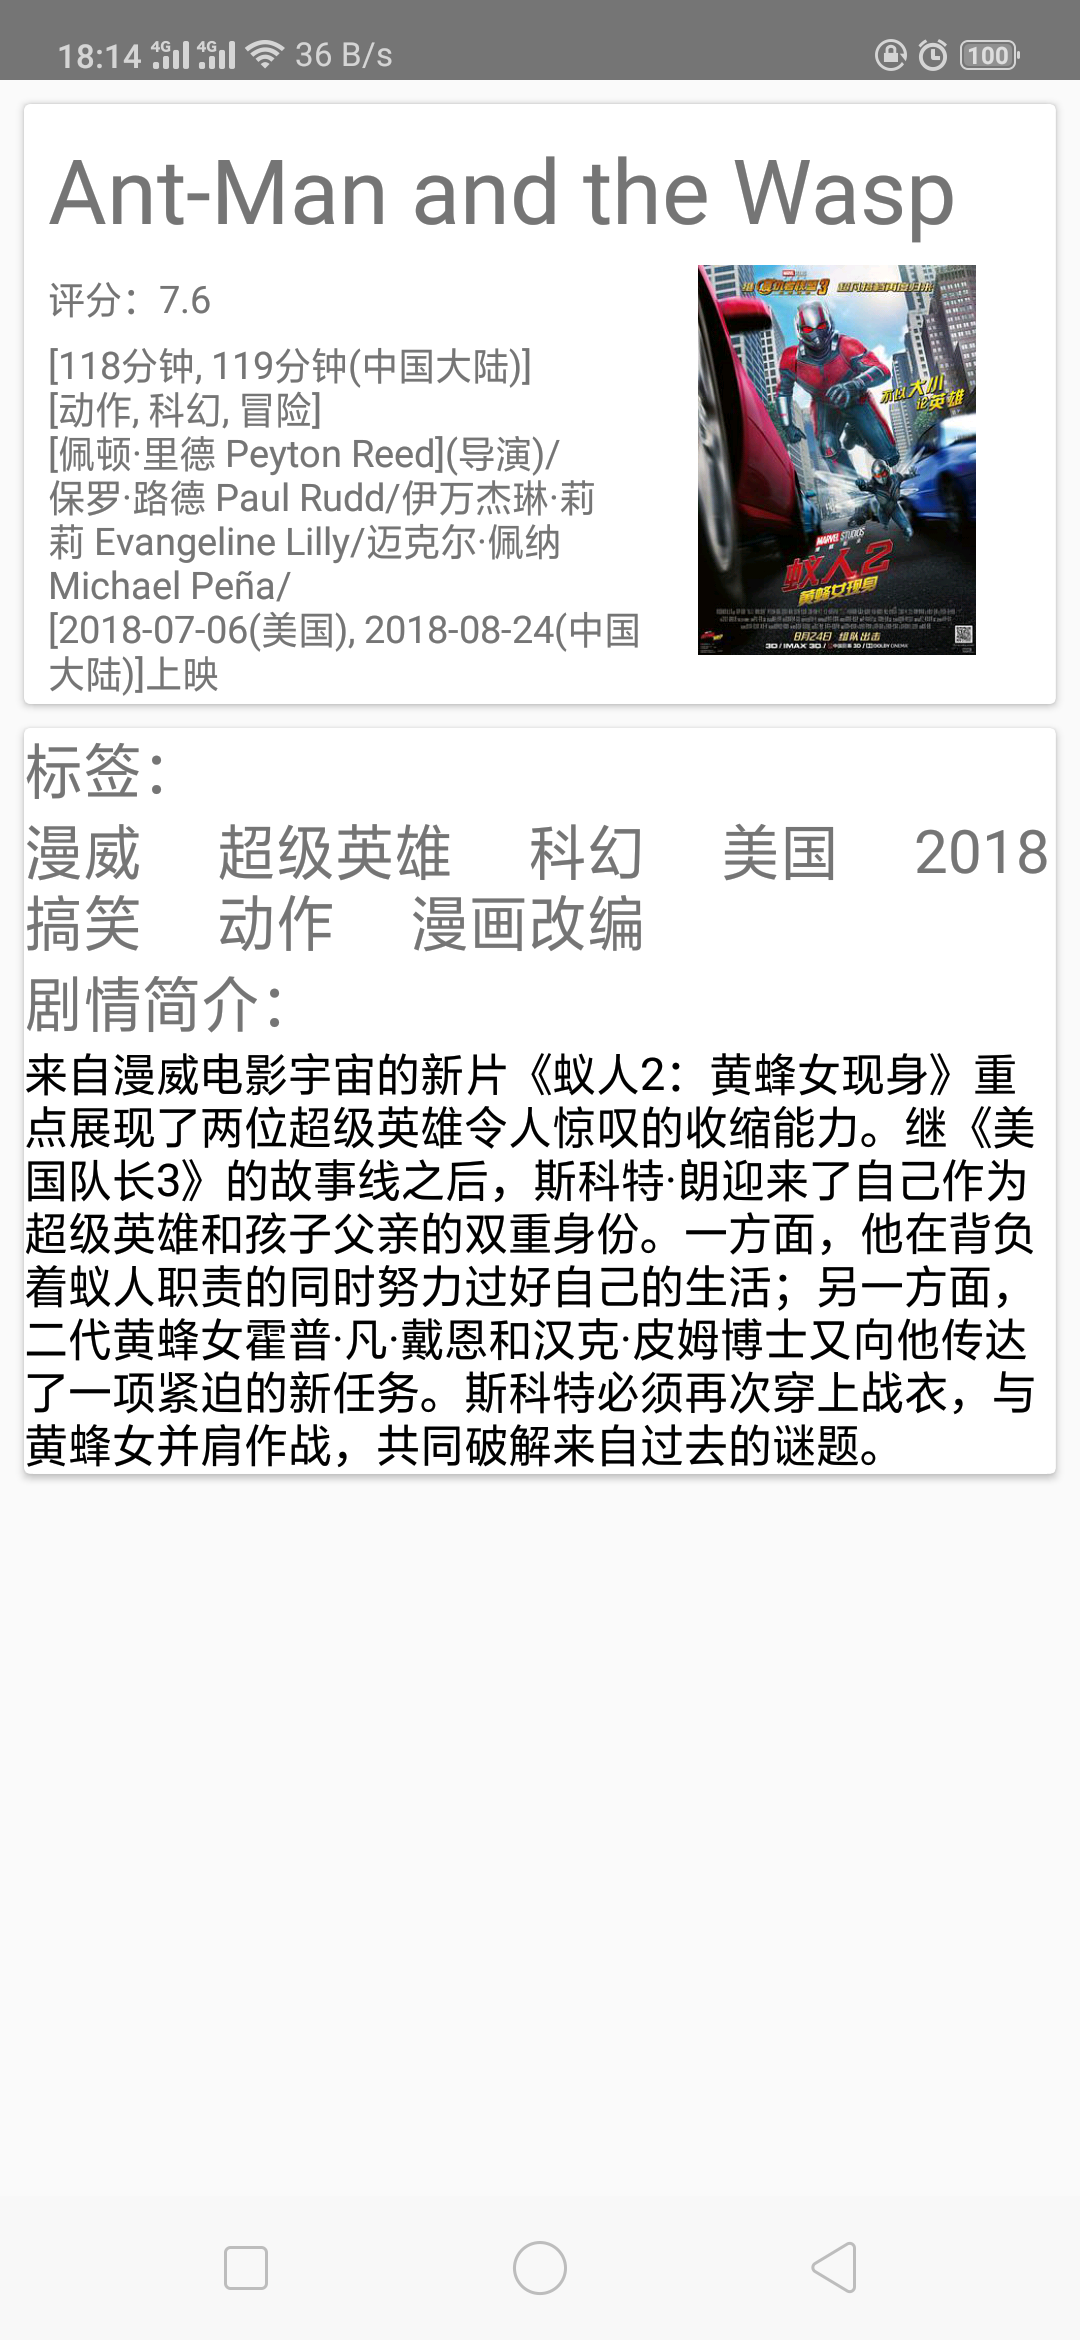 18:14 4G 4G 36 B/s 100
Ant-Man and the Wasp
评分：7.6
[118分钟, 119分钟(中国大陆)]
[动作, 科幻, 冒险]
[佩顿·里德 Peyton Reed](导演)/
保罗·路德 Paul Rudd/伊万杰琳·莉
莉 Evangeline Lilly/迈克尔·佩纳
Michael Peña/
[2018-07-06(美国), 2018-08-24(中国
大陆)]上映
亦以大小
论英雄
MARVEL STUDIOS
蚁人2
黄蜂女现身
8月24日 组队出击
标签：
漫威 超级英雄 科幻 美国 2018
搞笑 动作 漫画改编
剧情简介：
来自漫威电影宇宙的新片《蚁人2：黄蜂女现身》重
点展现了两位超级英雄令人惊叹的收缩能力。继《美
国队长3》的故事线之后，斯科特·朗迎来了自己作为
超级英雄和孩子父亲的双重身份。一方面，他在背负
着蚁人职责的同时努力过好自己的生活；另一方面，
二代黄蜂女霍普·凡·戴恩和汉克·皮姆博士又向他传达
了一项紧迫的新任务。斯科特必须再次穿上战衣，与
黄蜂女并肩作战，共同破解来自过去的谜题。